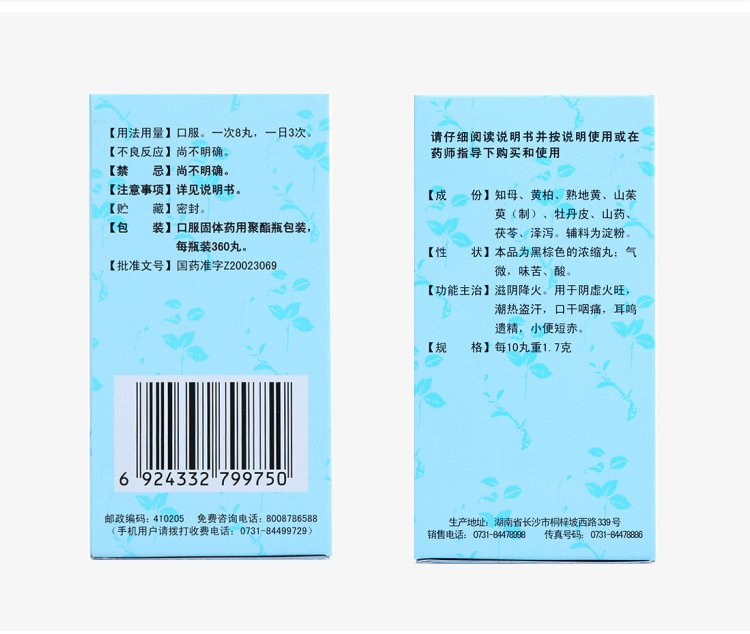 【用法用量】口服。一次8丸，一日3次。
【不良反应】尚不明确。
【禁　　忌】尚不明确。
【注意事项】详见说明书。
【贮　　藏】密封。
【包　　装】口服固体药用聚酯瓶包装，
每瓶装360丸。
【批准文号】国药准字Z20023069
6 924332 799750
邮政编码：410205　免费咨询电话：8008786588
（手机用户请拨打收费电话：0731-84499729）
请仔细阅读说明书并按说明使用或在
药师指导下购买和使用
【成　　份】知母、黄柏、熟地黄、山茱
萸（制）、牡丹皮、山药、
茯苓、泽泻。辅料为淀粉。
【性　　状】本品为黑棕色的浓缩丸；气
微，味苦、酸。
【功能主治】滋阴降火。用于阴虚火旺，
潮热盗汗，口干咽痛，耳鸣
遗精，小便短赤。
【规　　格】每10丸重1.7克
生产地址：湖南省长沙市桐梓坡西路339号
销售电话：0731-84478998　传真号码：0731-84478886